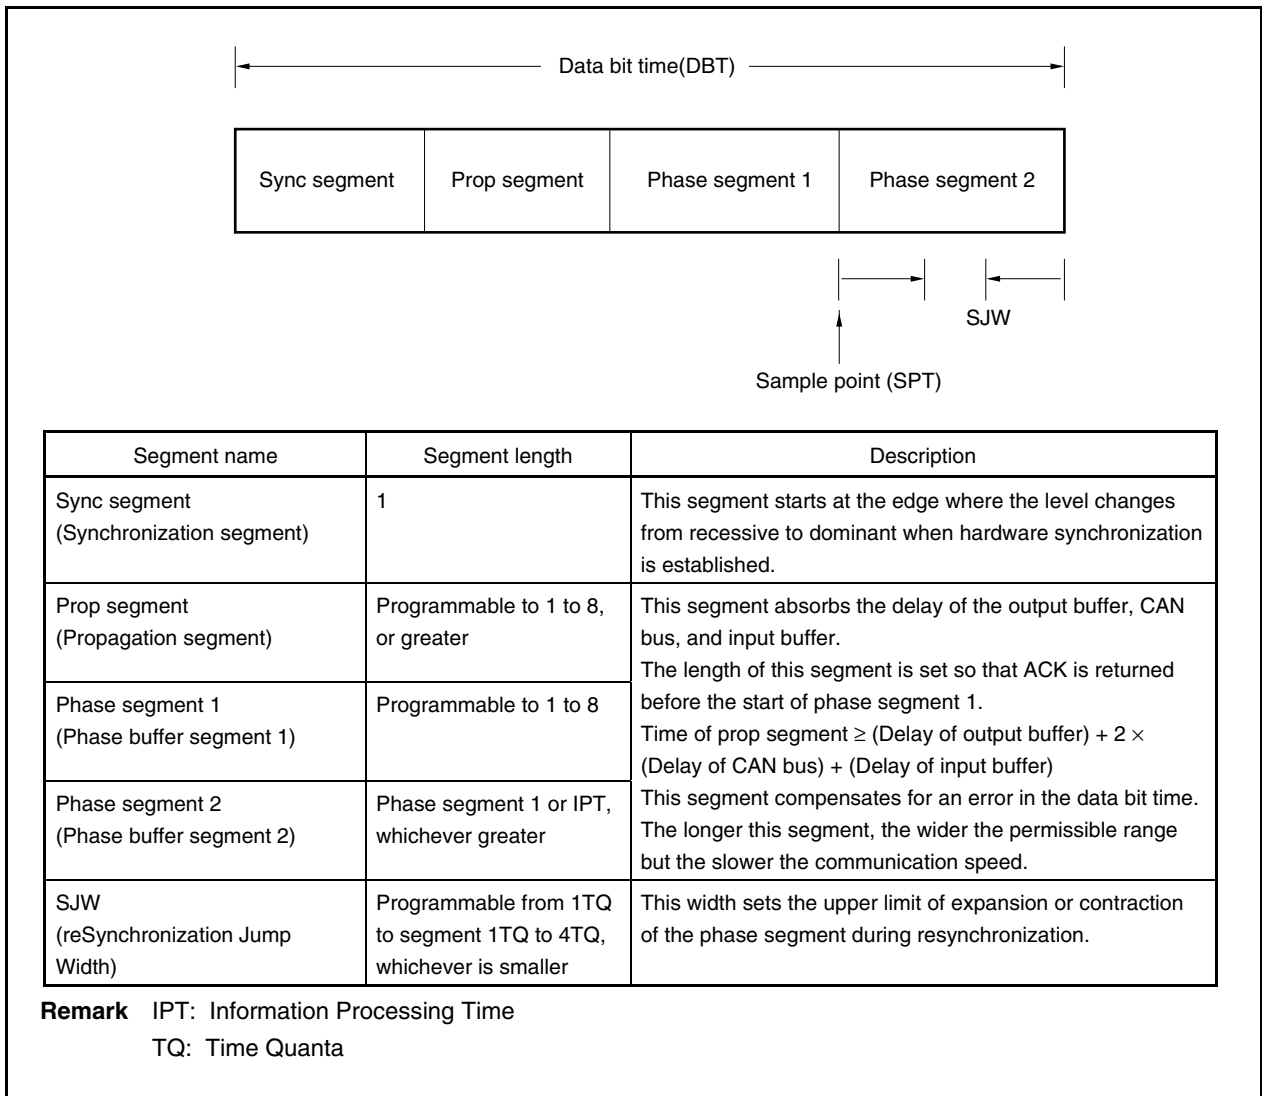 Data bit time(DBT)
Sync segment
Prop segment
Phase segment 1
Phase segment 2
SJW
Sample point (SPT)
Segment name
Segment length
Description
Sync segment
(Synchronization segment)
1
This segment starts at the edge where the level changes
from recessive to dominant when hardware synchronization
is established.
Prop segment
(Propagation segment)
Programmable to 1 to 8,
or greater
This segment absorbs the delay of the output buffer, CAN
bus, and input buffer.
The length of this segment is set so that ACK is returned
before the start of phase segment 1.
Time of prop segment ≥ (Delay of output buffer) + 2 ×
(Delay of CAN bus) + (Delay of input buffer)
Phase segment 1
(Phase buffer segment 1)
Programmable to 1 to 8
Phase segment 2
(Phase buffer segment 2)
Phase segment 1 or IPT,
whichever greater
This segment compensates for an error in the data bit time.
The longer this segment, the wider the permissible range
but the slower the communication speed.
SJW
(reSynchronization Jump
Width)
Programmable from 1TQ
to segment 1TQ to 4TQ,
whichever is smaller
This width sets the upper limit of expansion or contraction
of the phase segment during resynchronization.
Remark IPT: Information Processing Time
TQ: Time Quanta